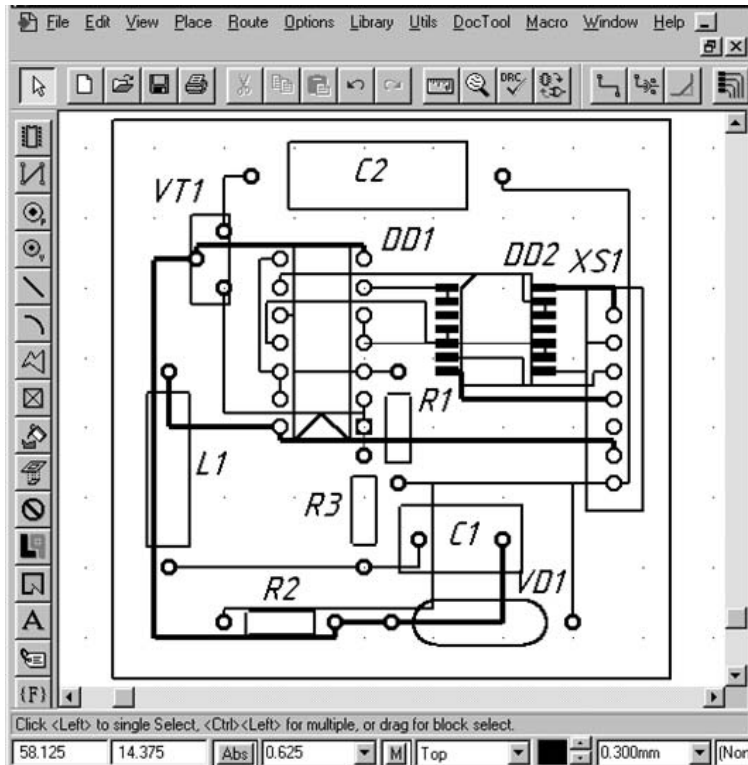 File Edit View Place Route Options Library Utils DocTool Macro Window Help
DRC
C2
VT1
DD1
DD2 XS1
R1
L1
R3
C1
R2
VD1
A
{F}
Click <Left> to single Select, <Ctrl><Left> for multiple, or drag for block select.
58.125 14.375 Abs 0.625 M Top 0.300mm (Nor